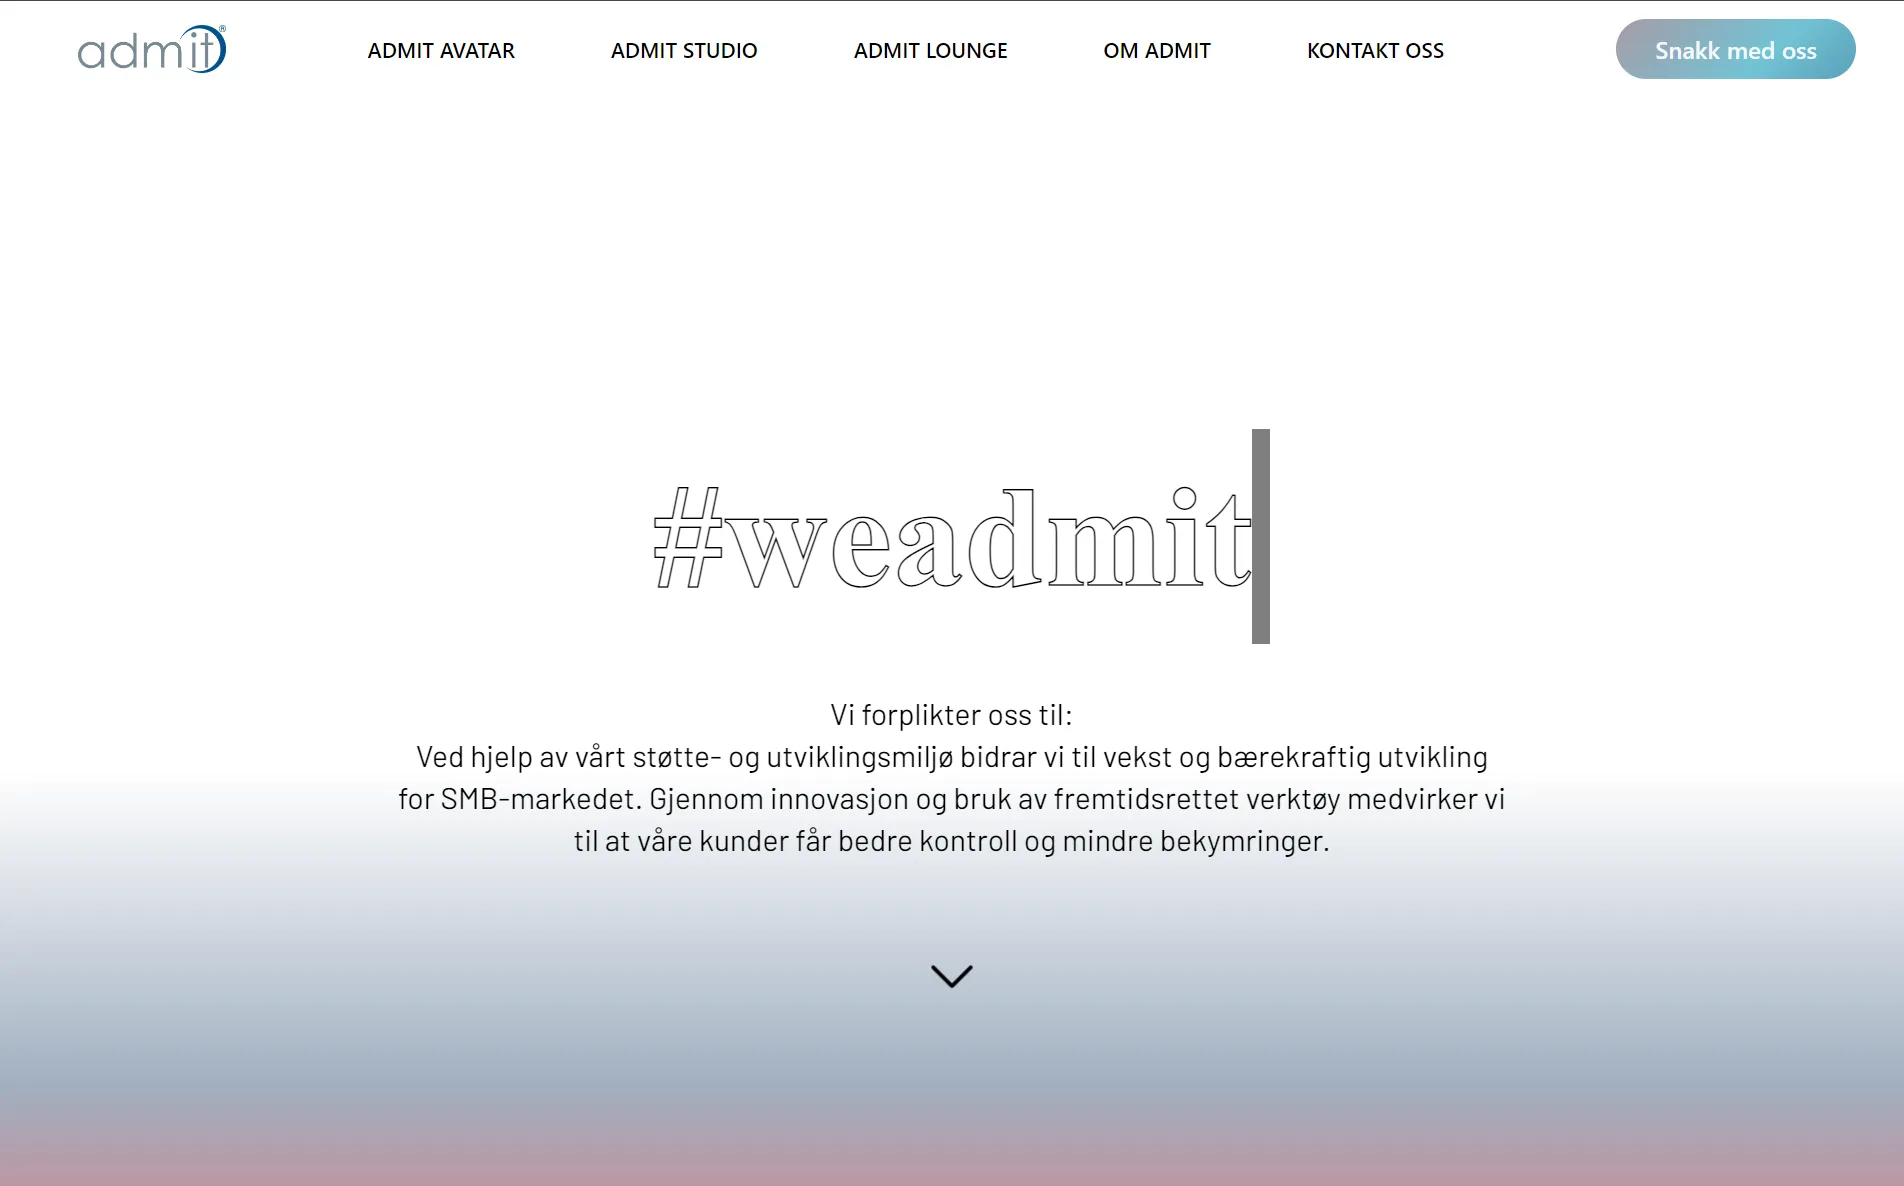 admit®
ADMIT AVATAR
ADMIT STUDIO
ADMIT LOUNGE
OM ADMIT
KONTAKT OSS
Snakk med oss
#weadmit
Vi forplikter oss til:
Ved hjelp av vårt støtte- og utviklingsmiljø bidrar vi til vekst og bærekraftig utvikling
for SMB-markedet. Gjennom innovasjon og bruk av fremtidsrettet verktøy medvirker vi
til at våre kunder får bedre kontroll og mindre bekymringer.